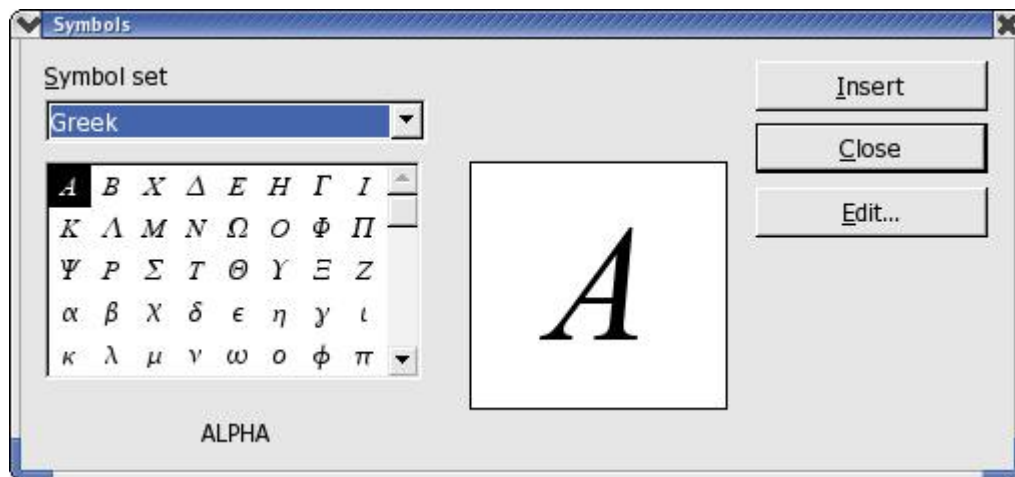 Symbols
Symbol set
Greek
Α Β Χ Δ Ε Η Γ Ι
Κ Λ Μ Ν Ω Ο Φ Π
Ψ Ρ Σ Τ Θ Υ Ξ Ζ
α β χ δ ϵ η γ ι
κ λ μ ν ω ο ϕ π
ALPHA
Α
Insert
Close
Edit...